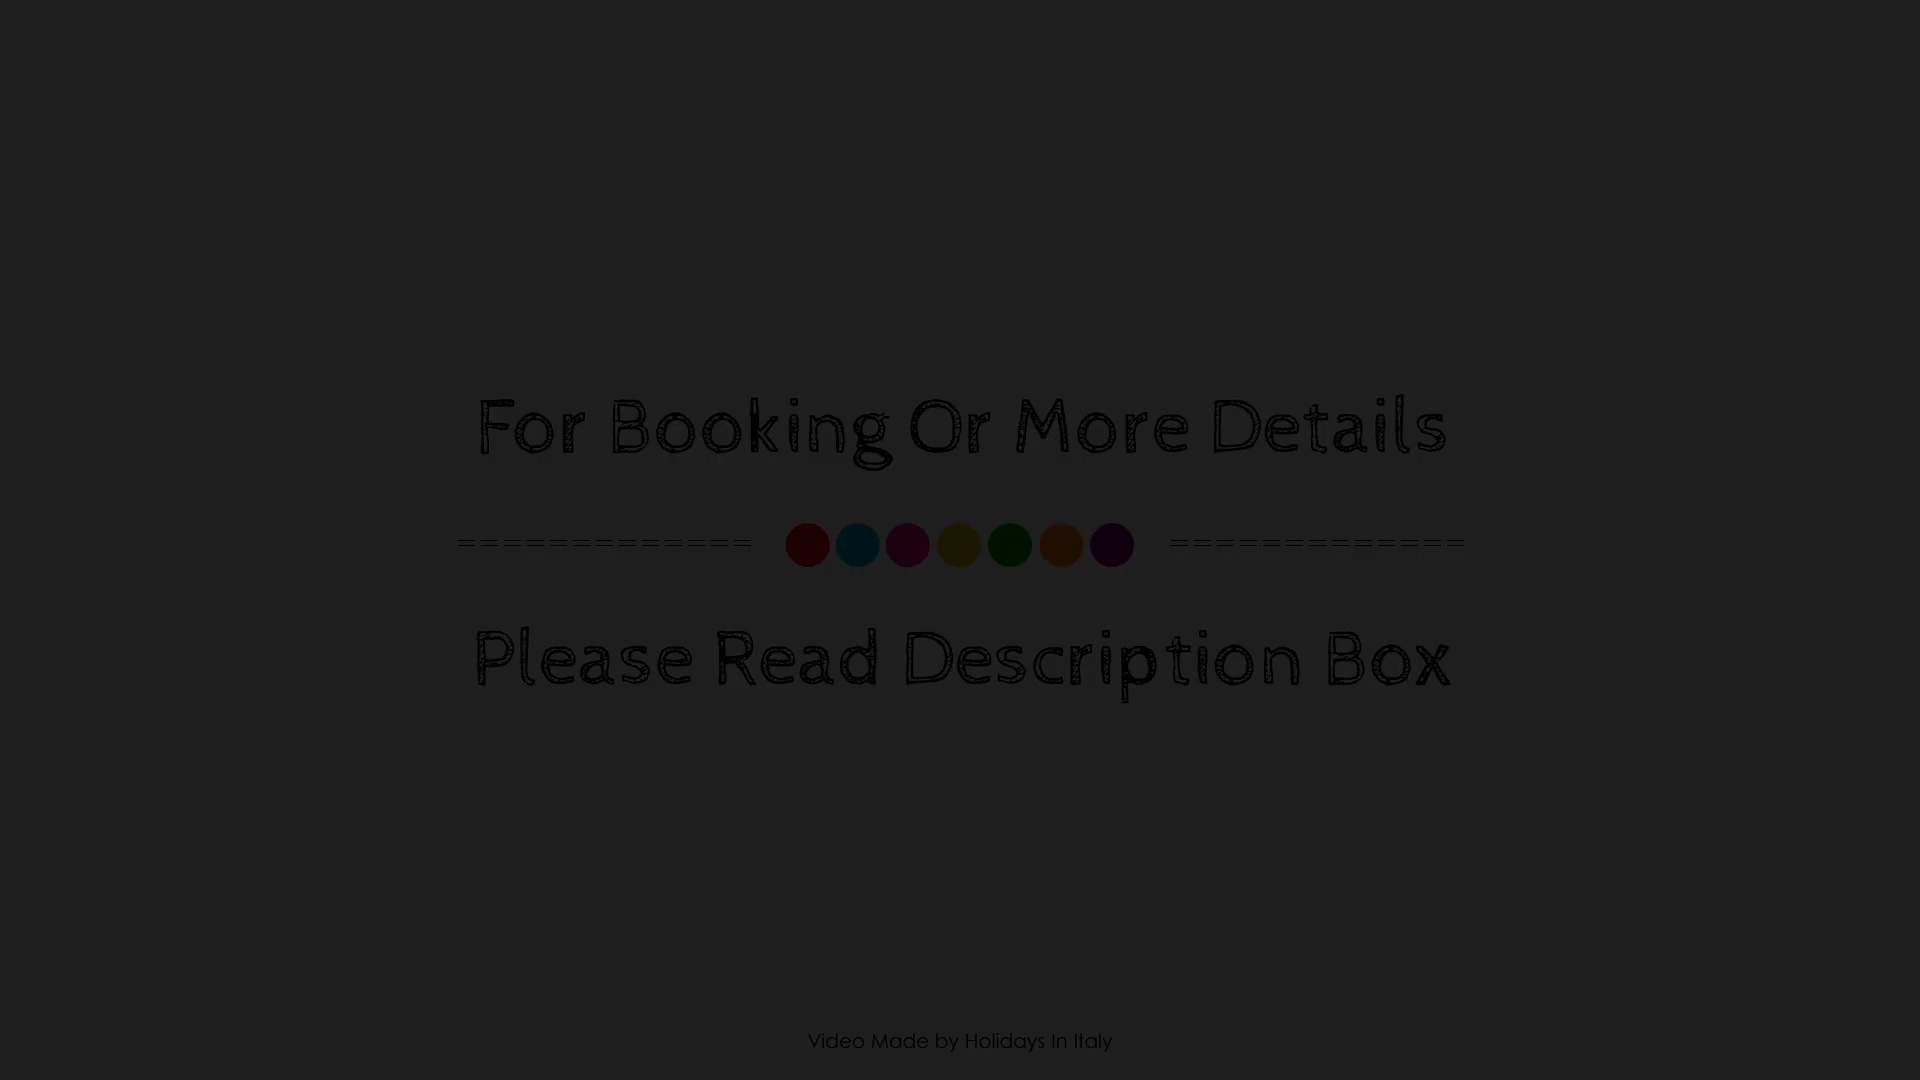 For Booking Or More Details
============= =============
Please Read Description Box
Video Made by Holidays In Italy